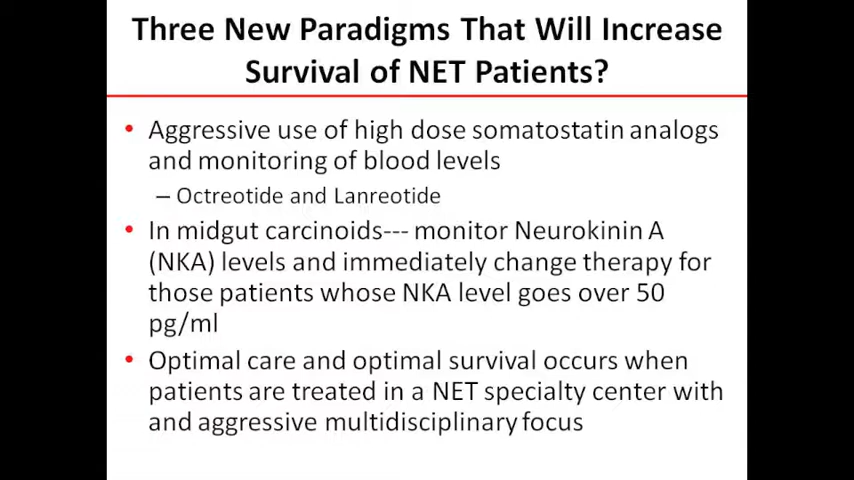 Three New Paradigms That Will Increase
Survival of NET Patients?
• Aggressive use of high dose somatostatin analogs
and monitoring of blood levels
– Octreotide and Lanreotide
• In midgut carcinoids--- monitor Neurokinin A
(NKA) levels and immediately change therapy for
those patients whose NKA level goes over 50
pg/ml
• Optimal care and optimal survival occurs when
patients are treated in a NET specialty center with
and aggressive multidisciplinary focus